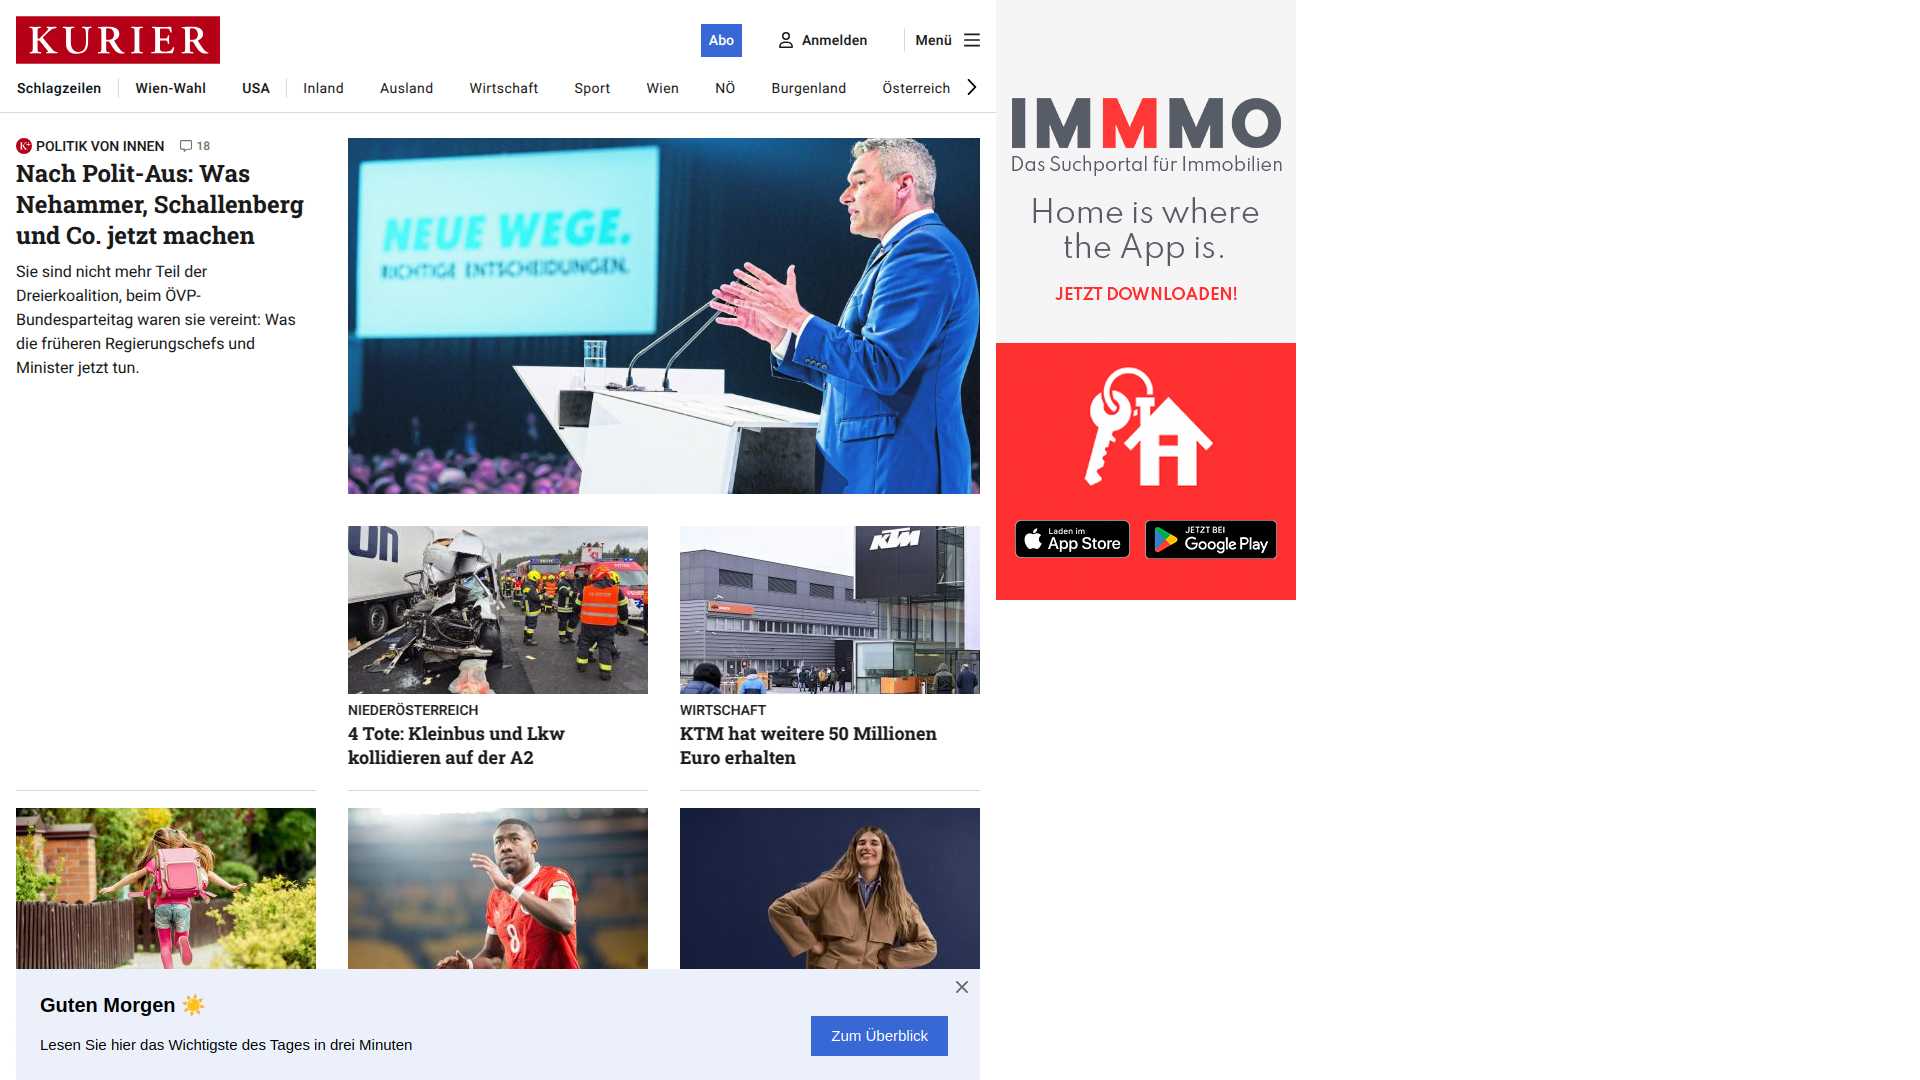 KURIER
Abo
Anmelden
Menü
Schlagzeilen
Wien-Wahl
USA
Inland
Ausland
Wirtschaft
Sport
Wien
NÖ
Burgenland
Österreich
K+ POLITIK VON INNEN 18
Nach Polit-Aus: Was
Nehammer, Schallenberg
und Co. jetzt machen
Sie sind nicht mehr Teil der
Dreierkoalition, beim ÖVP-
Bundesparteitag waren sie vereint: Was
die früheren Regierungschefs und
Minister jetzt tun.
NEUE WEGE.
RICHTIGE ENTSCHEIDUNGEN.
KTM
NIEDERÖSTERREICH
4 Tote: Kleinbus und Lkw
kollidieren auf der A2
WIRTSCHAFT
KTM hat weitere 50 Millionen
Euro erhalten
8
Guten Morgen ☀️
Lesen Sie hier das Wichtigste des Tages in drei Minuten
Zum Überblick
IMMMO
Das Suchportal für Immobilien
Home is where
the App is.
JETZT DOWNLOADEN!
Laden im
App Store
JETZT BEI
Google Play